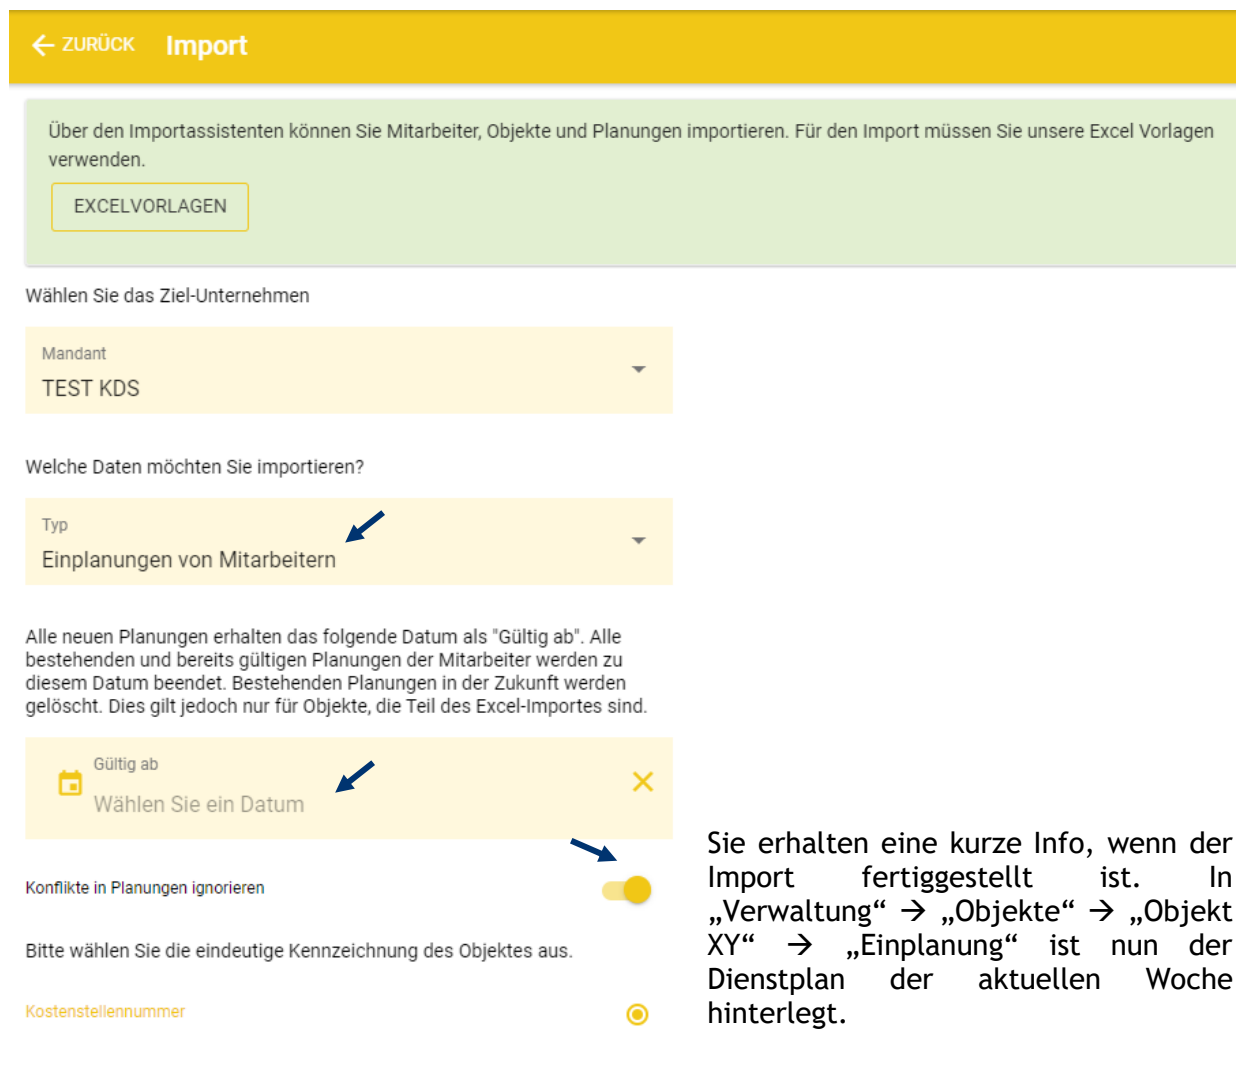 ← ZURÜCK Import
Über den Importassistenten können Sie Mitarbeiter, Objekte und Planungen importieren. Für den Import müssen Sie unsere Excel Vorlagen
verwenden.
EXCELVORLAGEN
Wählen Sie das Ziel-Unternehmen
Mandant
TEST KDS
Welche Daten möchten Sie importieren?
Typ
Einplanungen von Mitarbeitern
Alle neuen Planungen erhalten das folgende Datum als "Gültig ab". Alle
bestehenden und bereits gültigen Planungen der Mitarbeiter werden zu
diesem Datum beendet. Bestehenden Planungen in der Zukunft werden
gelöscht. Dies gilt jedoch nur für Objekte, die Teil des Excel-Importes sind.
Gültig ab
Wählen Sie ein Datum
Konflikte in Planungen ignorieren
Bitte wählen Sie die eindeutige Kennzeichnung des Objektes aus.
Kostenstellennummer
Sie erhalten eine kurze Info, wenn der
Import fertiggestellt ist. In
„Verwaltung“ → „Objekte“ → „Objekt
XY“ → „Einplanung“ ist nun der
Dienstplan der aktuellen Woche
hinterlegt.